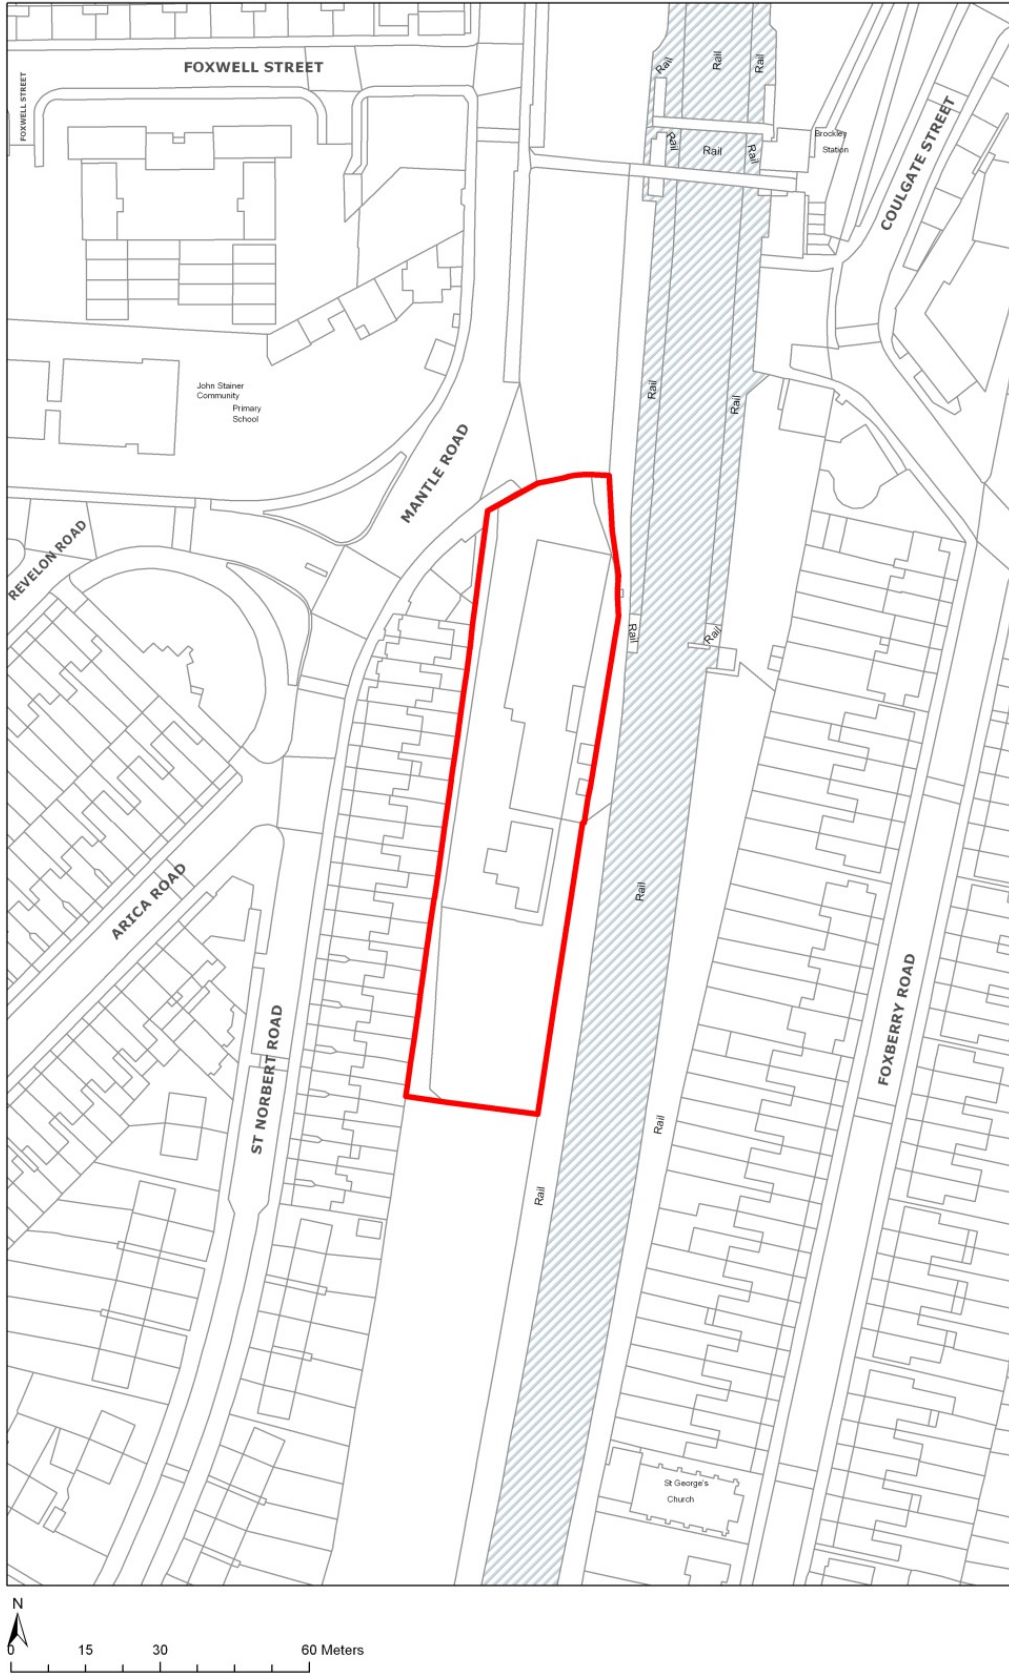 FOXWELL STREET
FOXWELL STREET
Rail
Rail
Rail
Brockley
Station
Rail
Rail
Rail
COULGATE STREET
John Stainer
Community
Primary
School
Rail
Rail
MANTLE ROAD
REVELON ROAD
Rail
Rail
ARICA ROAD
Rail
FOXBERRY ROAD
ST NORBERT ROAD
Rail
Rail
St George's
Church
N
0 15 30 60 Meters